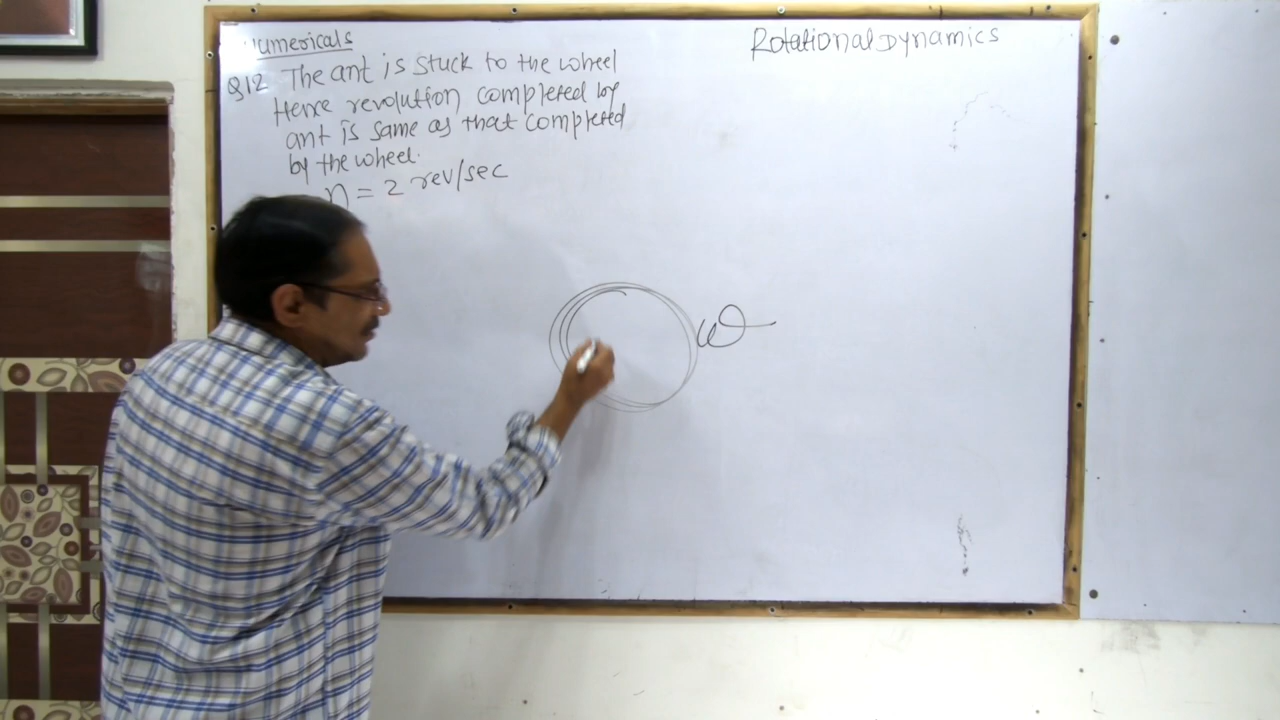 Numericals
Rotational Dynamics
Q12 The ant is stuck to the wheel
Hence revolution completed by
ant is same as that completed
by the wheel.
n = 2 rev/sec